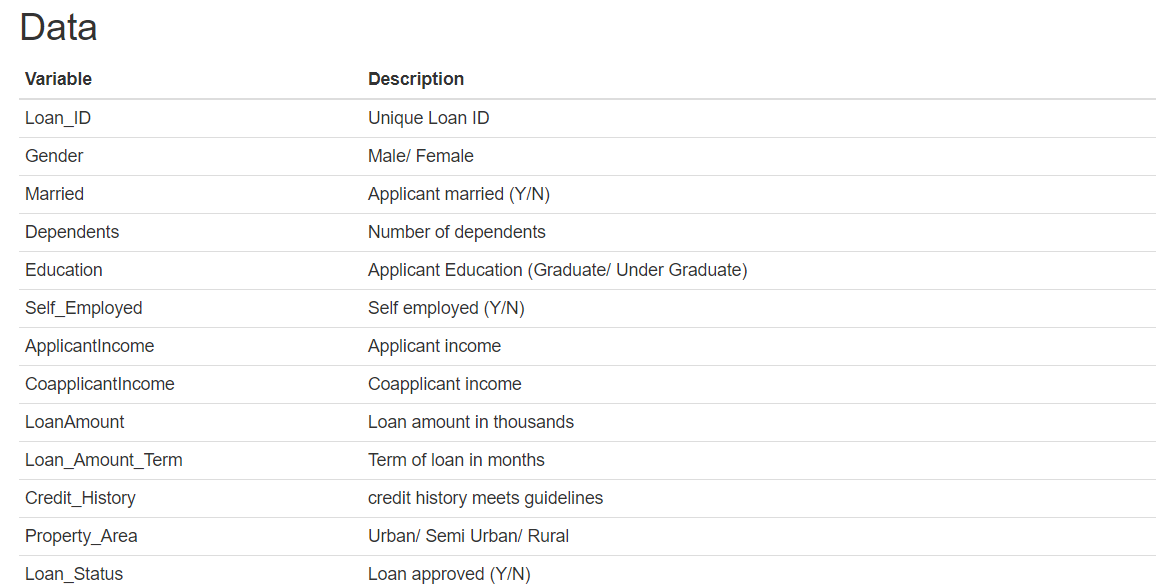 Data
Variable Description
Loan_ID Unique Loan ID
Gender Male/ Female
Married Applicant married (Y/N)
Dependents Number of dependents
Education Applicant Education (Graduate/ Under Graduate)
Self_Employed Self employed (Y/N)
ApplicantIncome Applicant income
CoapplicantIncome Coapplicant income
LoanAmount Loan amount in thousands
Loan_Amount_Term Term of loan in months
Credit_History credit history meets guidelines
Property_Area Urban/ Semi Urban/ Rural
Loan_Status Loan approved (Y/N)